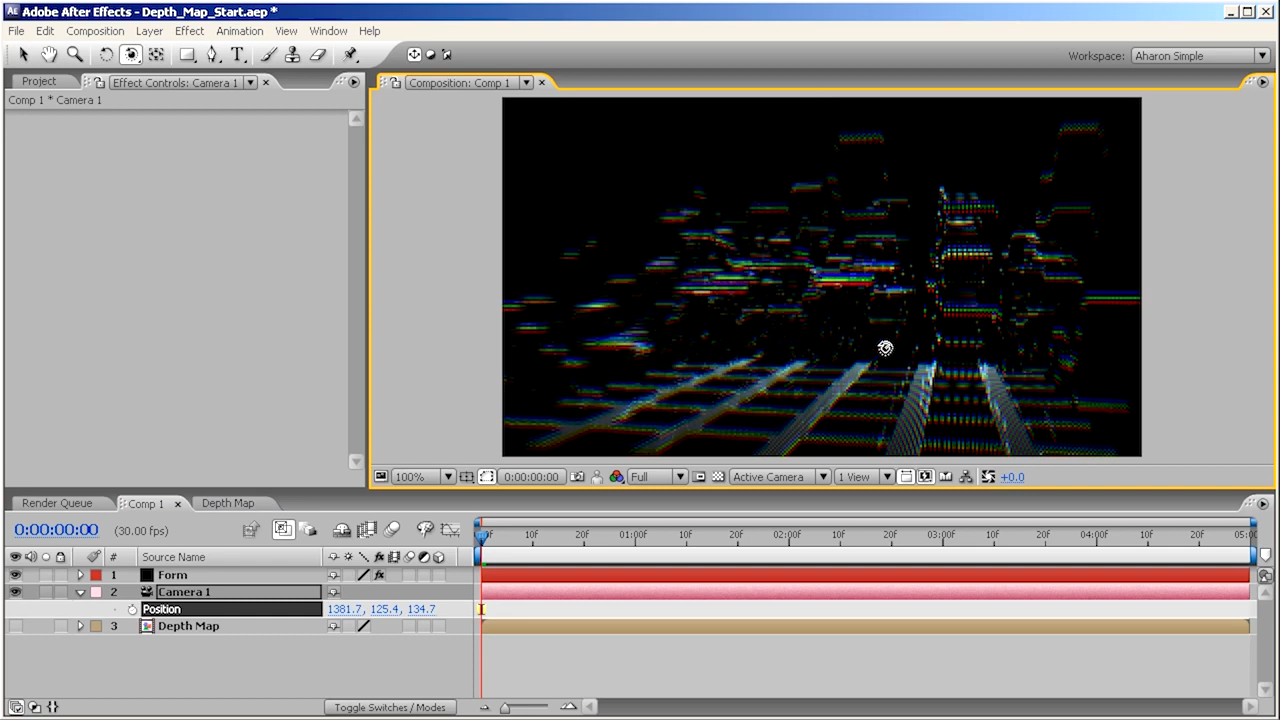 Adobe After Effects - Depth_Map_Start.aep *
File Edit Composition Layer Effect Animation View Window Help
Workspace: Aharon Simple
Project Effect Controls: Camera 1 Composition: Comp 1
Comp 1 * Camera 1
100% 0:00:00:00 Full Active Camera 1 View +0.0
Render Queue Comp 1 Depth Map
0:00:00:00 (30.00 fps)
10F 20F 01:00F 10F 20F 02:00F 10F 20F 03:00F 10F 20F 04:00F 10F 20F 05:00
# Source Name
1 Form
2 Camera 1
Position 1381.7, 125.4, 134.7
3 Depth Map
Toggle Switches / Modes